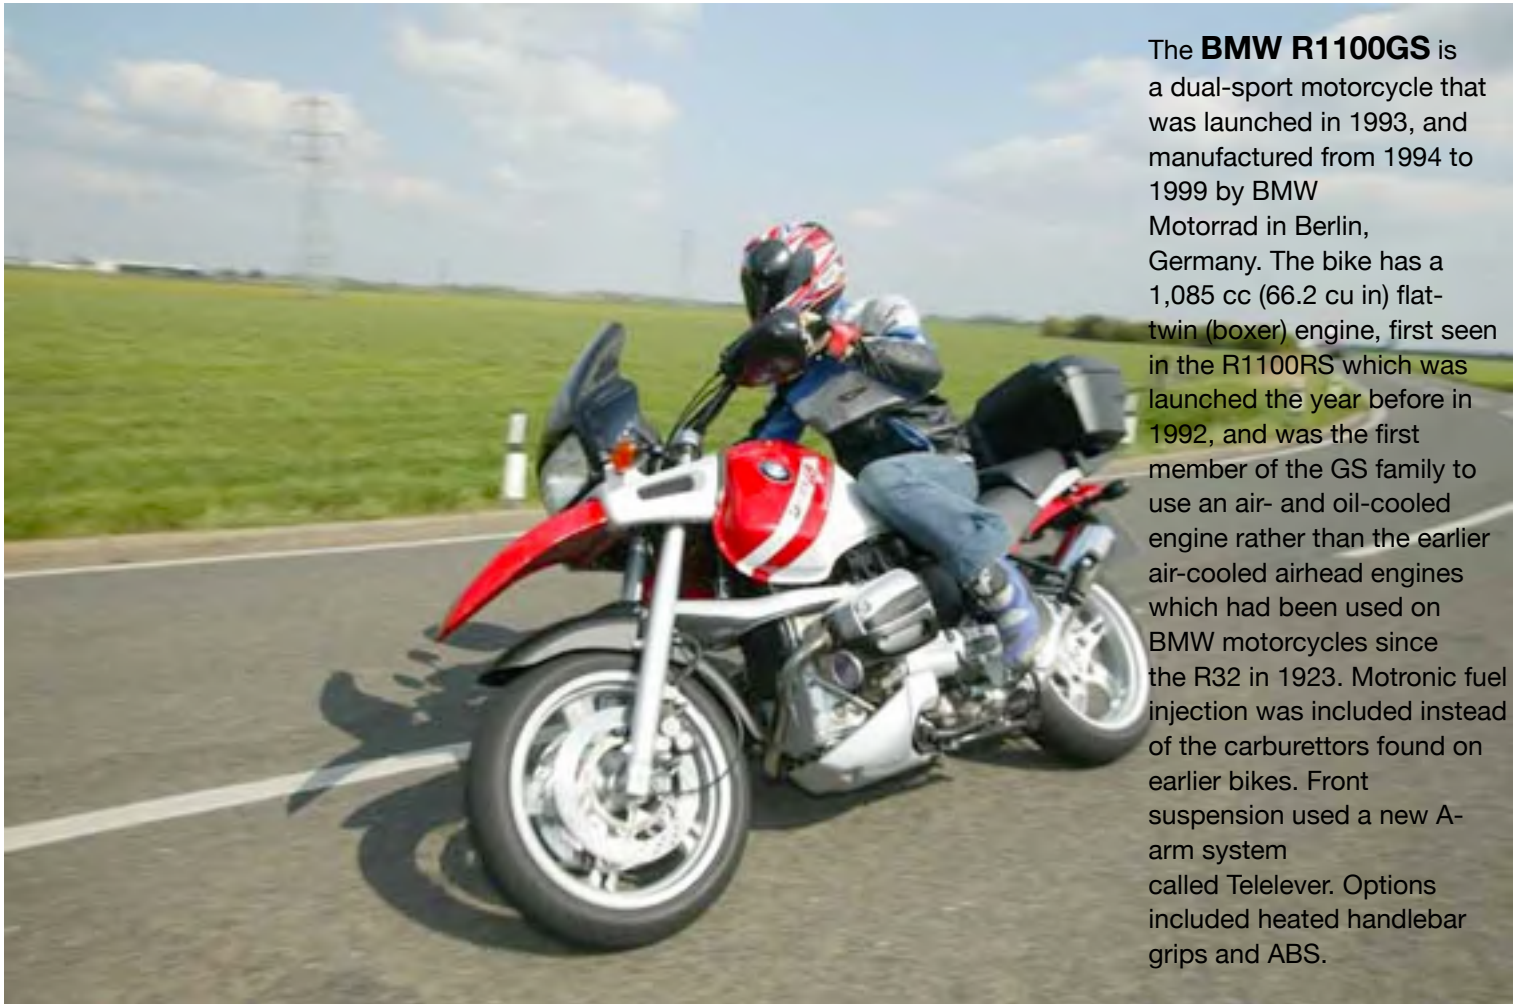 The BMW R1100GS is
a dual-sport motorcycle that
was launched in 1993, and
manufactured from 1994 to
1999 by BMW
Motorrad in Berlin,
Germany. The bike has a
1,085 cc (66.2 cu in) flat-
twin (boxer) engine, first seen
in the R1100RS which was
launched the year before in
1992, and was the first
member of the GS family to
use an air- and oil-cooled
engine rather than the earlier
air-cooled airhead engines
which had been used on
BMW motorcycles since
the R32 in 1923. Motronic fuel
injection was included instead
of the carburettors found on
earlier bikes. Front
suspension used a new A-
arm system
called Telelever. Options
included heated handlebar
grips and ABS.